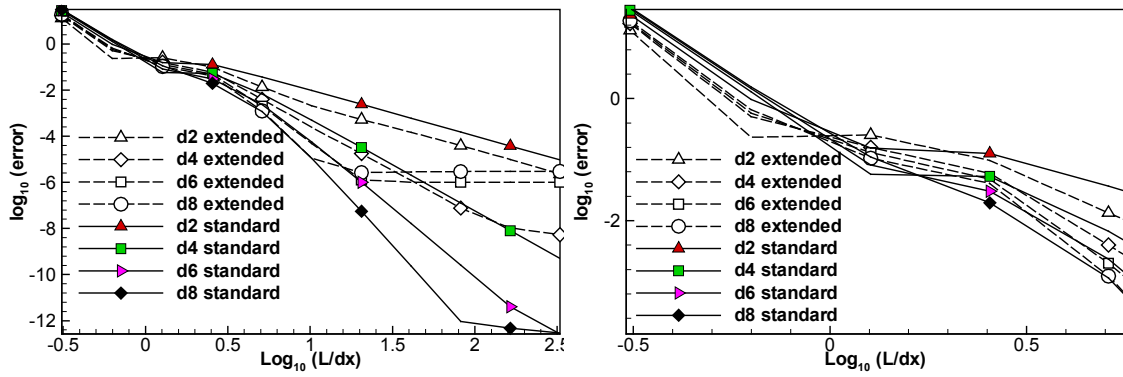 0
-2
-4
-6
-8
-10
-12
log10 (error)
d2 extended
d4 extended
d6 extended
d8 extended
d2 standard
d4 standard
d6 standard
d8 standard
-0.5
0
0.5
1
1.5
2
2.5
Log10 (L/dx)
0
-2
log10 (error)
d2 extended
d4 extended
d6 extended
d8 extended
d2 standard
d4 standard
d6 standard
d8 standard
-0.5
0
0.5
Log10 (L/dx)